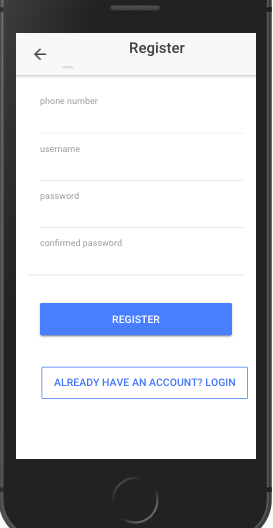 Register
phone number
username
password
confirmed password
REGISTER
ALREADY HAVE AN ACCOUNT? LOGIN